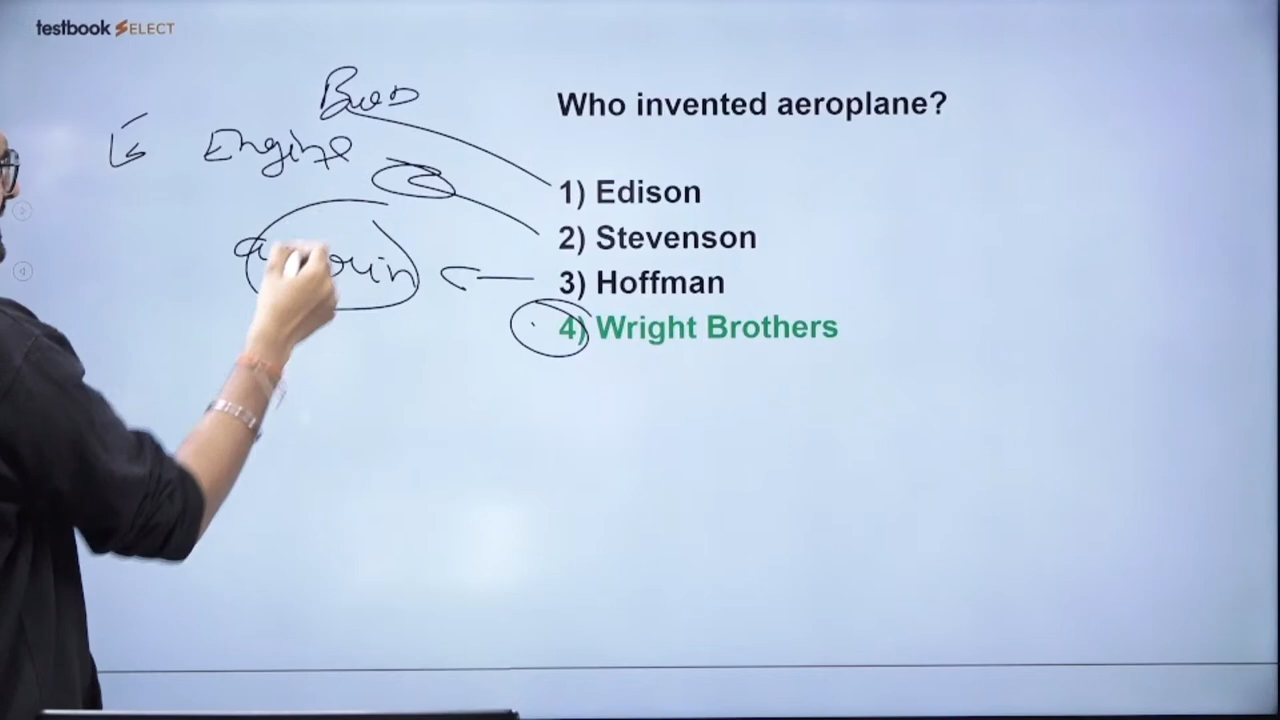 testbook SELECT
Who invented aeroplane?
Engine
1) Edison
2) Stevenson
3) Hoffman
4) Wright Brothers